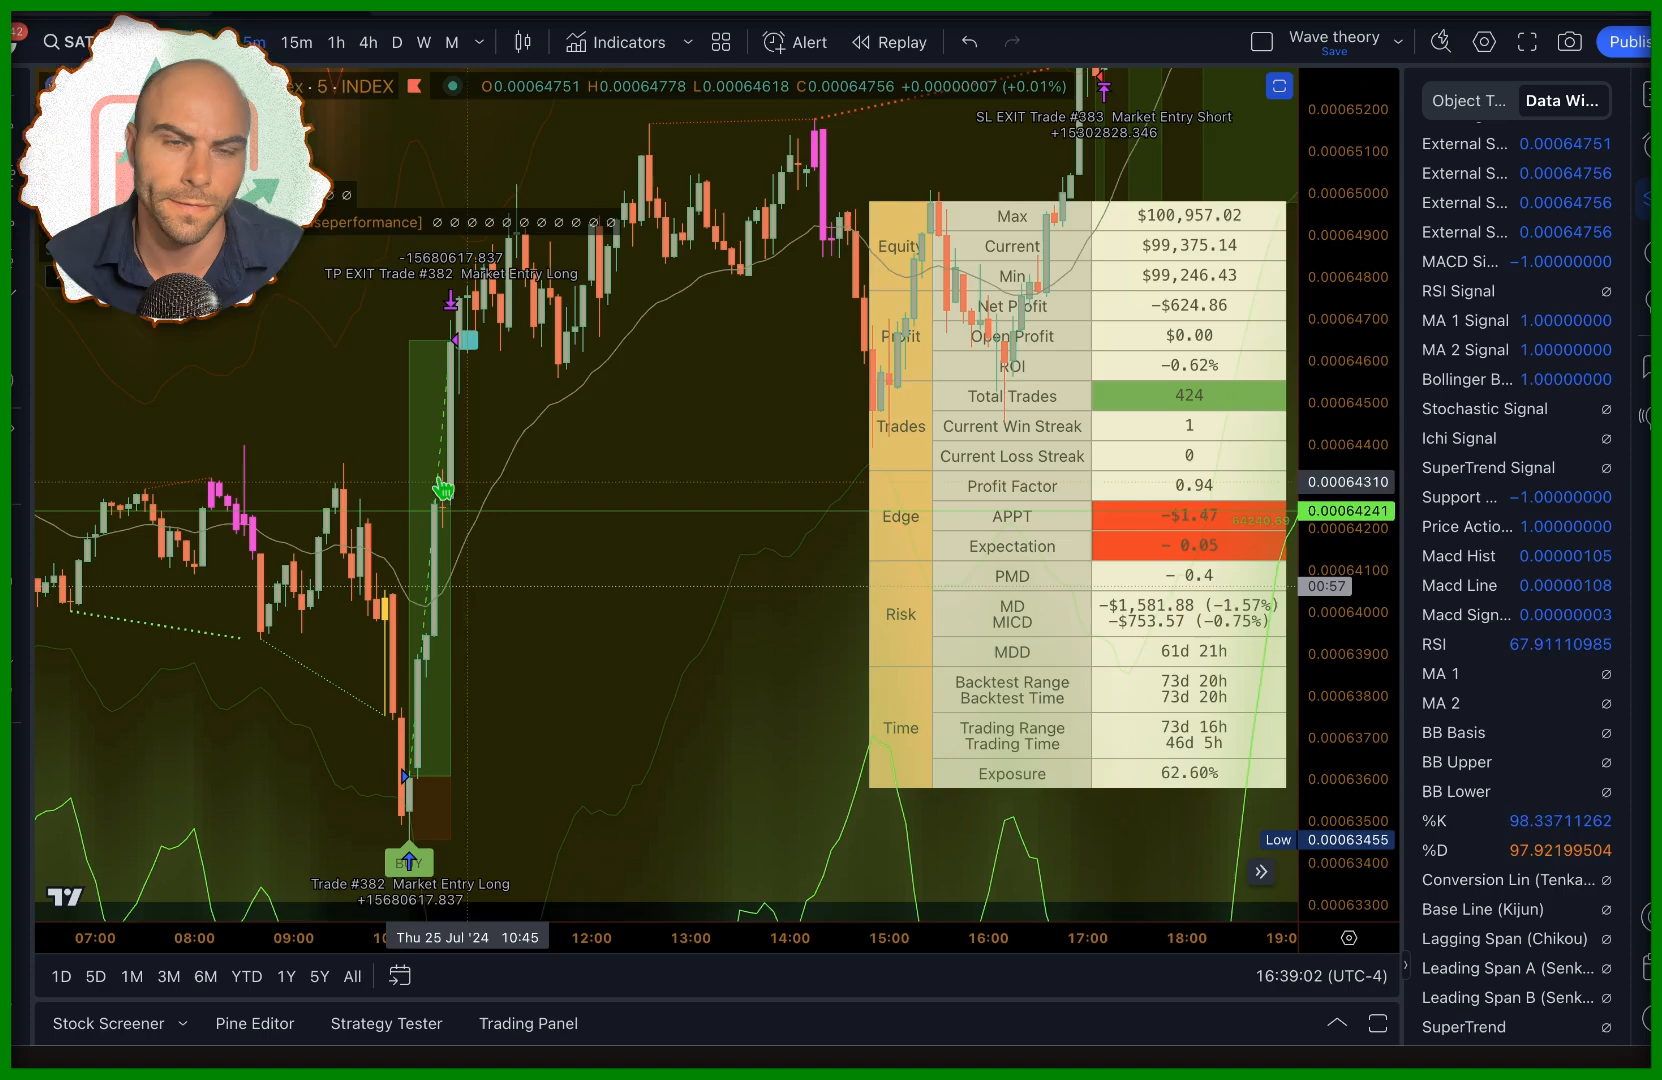 42
SAT
5m 15m 1h 4h D W M
Indicators
Alert
Replay
Wave theory
Save
Publis
ex · 5 · INDEX
O0.00064751 H0.00064778 L0.00064618 C0.00064756 +0.00000007 (+0.01%)
SL EXIT Trade #383 Market Entry Short
+15302828.346
∅
seperformance] ∅ ∅ ∅ ∅ ∅ ∅ ∅ ∅ ∅ ∅ ∅
-15680617.837
TP EXIT Trade #382 Market Entry Long
BUY
Trade #382 Market Entry Long
+15680617.837
Equity
Max $100,957.02
Current $99,375.14
Min $99,246.43
Profit
Net Profit −$624.86
Open Profit $0.00
ROI −0.62%
Trades
Total Trades 424
Current Win Streak 1
Current Loss Streak 0
Edge
Profit Factor 0.94
APPT −$1.47
Expectation − 0.05
Risk
PMD − 0.4
MD −$1,581.88 (−1.57%)
MICD −$753.57 (−0.75%)
MDD 61d 21h
Time
Backtest Range 73d 20h
Backtest Time 73d 20h
Trading Range 73d 16h
Trading Time 46d 5h
Exposure 62.60%
0.00065200
0.00065100
0.00065000
0.00064900
0.00064800
0.00064700
0.00064600
0.00064500
0.00064400
0.00064310
0.00064241
0.00064200
0.00064100
00:57
0.00064000
0.00063900
0.00063800
0.00063700
0.00063600
0.00063500
Low 0.00063455
0.00063400
0.00063300
07:00 08:00 09:00 10 Thu 25 Jul '24 10:45 12:00 13:00 14:00 15:00 16:00 17:00 18:00 19:0
1D 5D 1M 3M 6M YTD 1Y 5Y All
16:39:02 (UTC-4)
Stock Screener Pine Editor Strategy Tester Trading Panel
Object T... Data Wi...
External S... 0.00064751
External S... 0.00064756
External S... 0.00064756
External S... 0.00064756
MACD Si... −1.00000000
RSI Signal ∅
MA 1 Signal 1.00000000
MA 2 Signal 1.00000000
Bollinger B... 1.00000000
Stochastic Signal ∅
Ichi Signal ∅
SuperTrend Signal ∅
Support ... −1.00000000
Price Actio... 1.00000000
Macd Hist 0.00000105
Macd Line 0.00000108
Macd Sign... 0.00000003
RSI 67.91110985
MA 1 ∅
MA 2 ∅
BB Basis ∅
BB Upper ∅
BB Lower ∅
%K 98.33711262
%D 97.92199504
Conversion Lin (Tenka... ∅
Base Line (Kijun) ∅
Lagging Span (Chikou) ∅
Leading Span A (Senk... ∅
Leading Span B (Senk... ∅
SuperTrend ∅